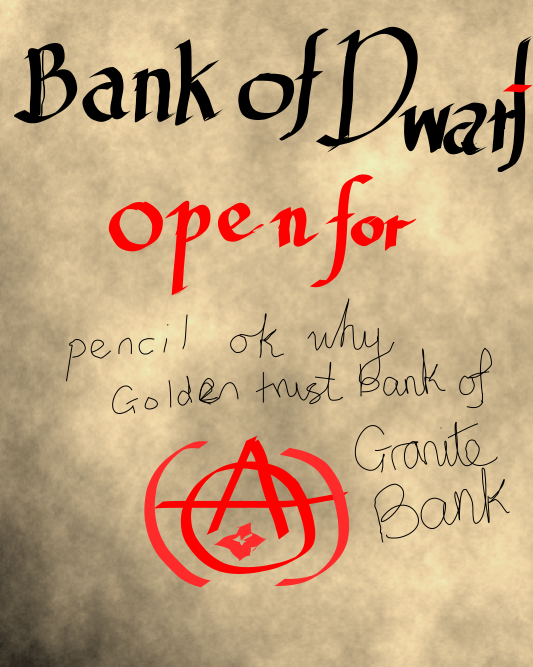 Bank of Dwarf
open for
pencil ok why
Golden trust Bank of
Granite
Bank
A